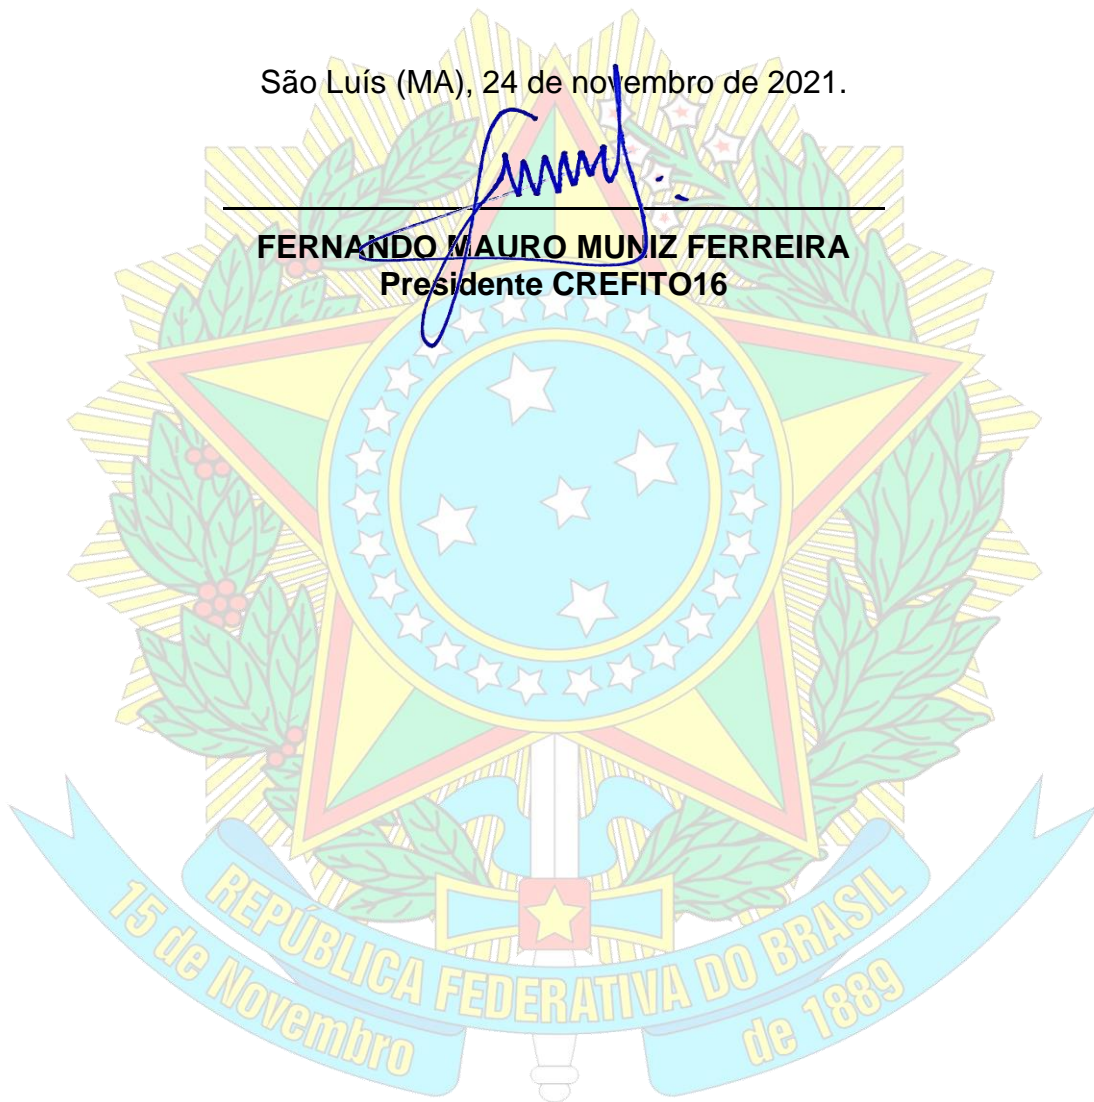 São Luís (MA), 24 de novembro de 2021.
FERNANDO MAURO MUNIZ FERREIRA
Presidente CREFITO16
REPÚBLICA FEDERATIVA DO BRASIL
15 de Novembro
de 1889